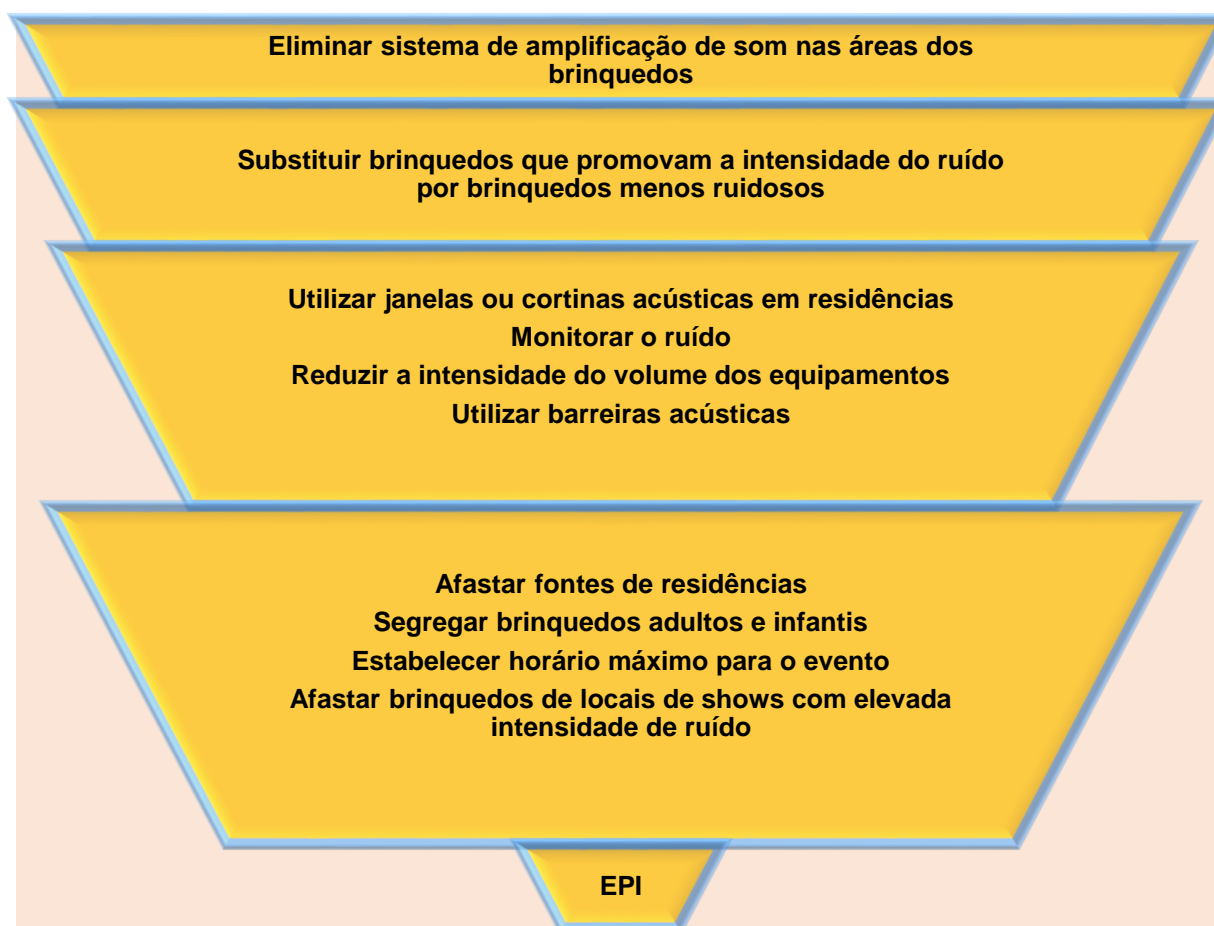 Eliminar sistema de amplificação de som nas áreas dos
brinquedos
Substituir brinquedos que promovam a intensidade do ruído
por brinquedos menos ruidosos
Utilizar janelas ou cortinas acústicas em residências
Monitorar o ruído
Reduzir a intensidade do volume dos equipamentos
Utilizar barreiras acústicas
Afastar fontes de residências
Segregar brinquedos adultos e infantis
Estabelecer horário máximo para o evento
Afastar brinquedos de locais de shows com elevada
intensidade de ruído
EPI